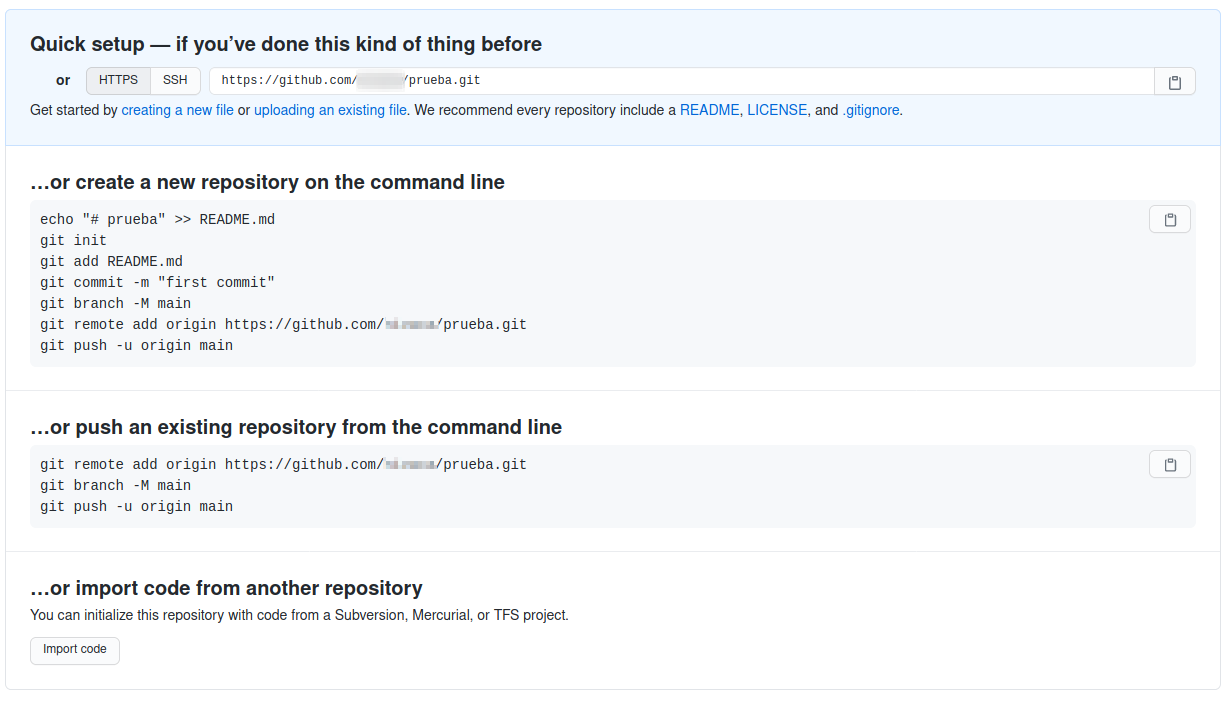 Quick setup — if you’ve done this kind of thing before
or HTTPS SSH https://github.com/ /prueba.git
Get started by creating a new file or uploading an existing file. We recommend every repository include a README, LICENSE, and .gitignore.
…or create a new repository on the command line
echo "# prueba" >> README.md
git init
git add README.md
git commit -m "first commit"
git branch -M main
git remote add origin https://github.com/ /prueba.git
git push -u origin main
…or push an existing repository from the command line
git remote add origin https://github.com/ /prueba.git
git branch -M main
git push -u origin main
…or import code from another repository
You can initialize this repository with code from a Subversion, Mercurial, or TFS project.
Import code